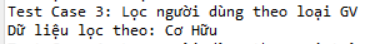 Test Case 3: Lọc người dùng theo loại GV
Dữ liệu lọc theo: Cơ Hữu